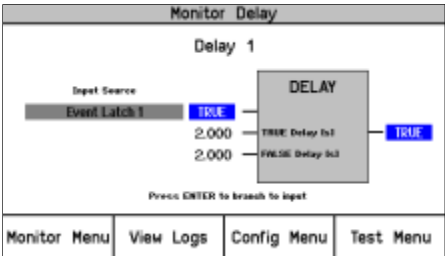 Monitor Delay
Delay 1
Input Source
Event Latch 1
TRUE
DELAY
2.000
TRUE Delay [s]
TRUE
2.000
FALSE Delay [s]
Press ENTER to branch to input
Monitor Menu
View Logs
Config Menu
Test Menu